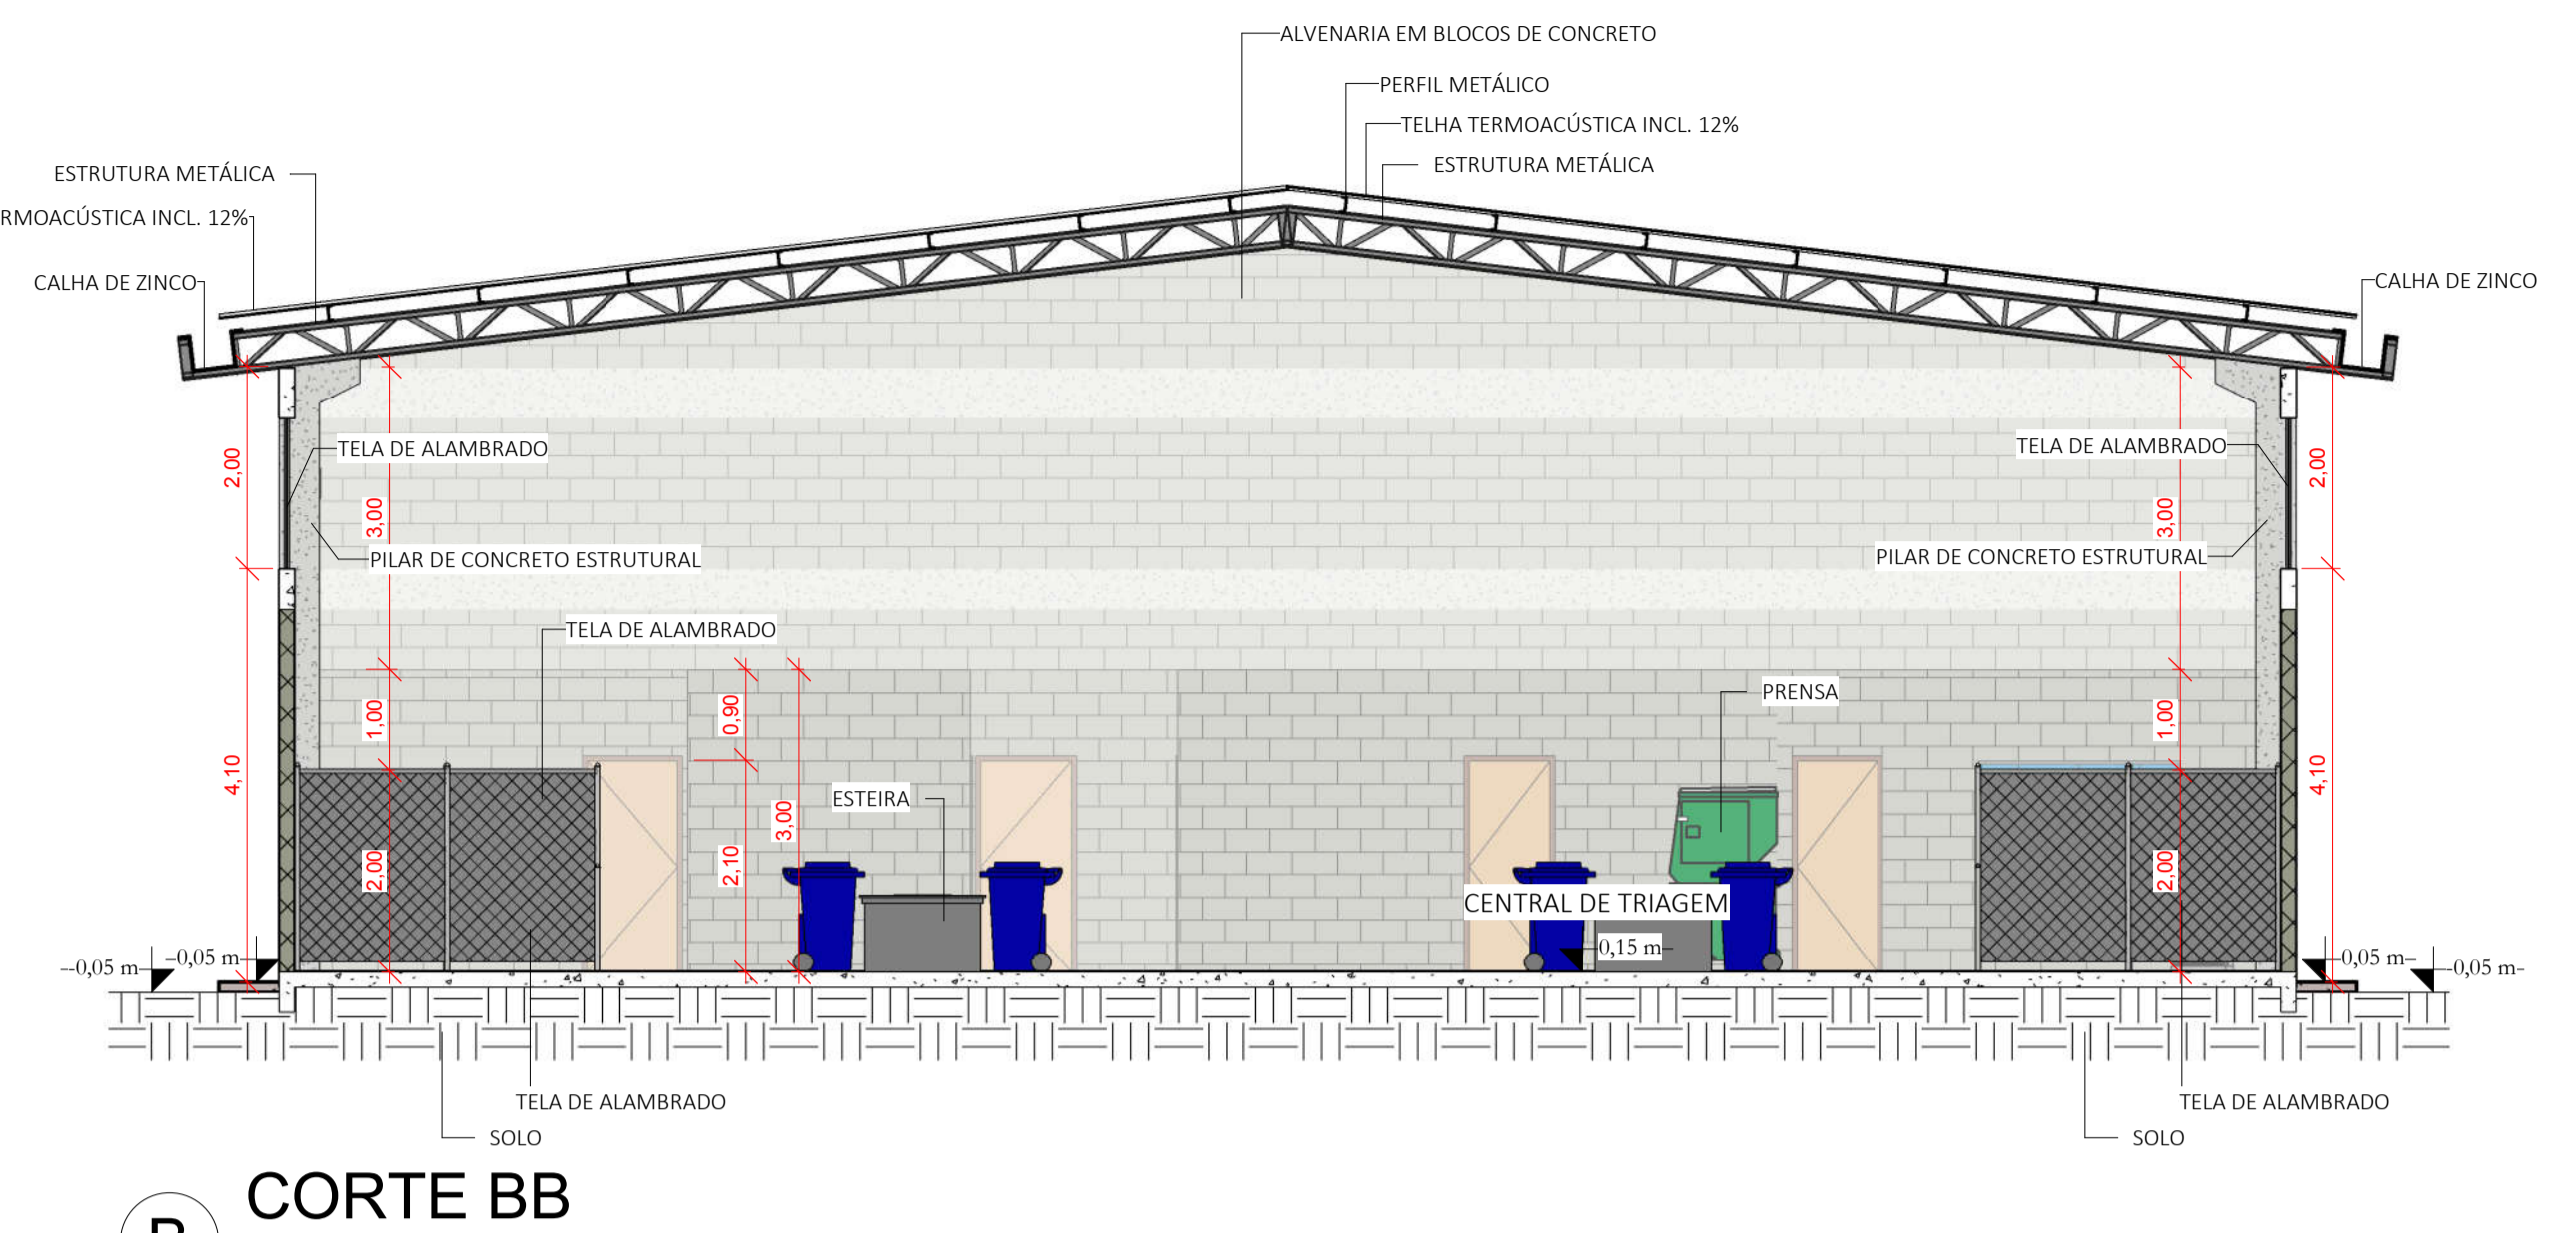 ALVENARIA EM BLOCOS DE CONCRETO
PERFIL METÁLICO
TELHA TERMOACÚSTICA INCL. 12%
ESTRUTURA METÁLICA
ESTRUTURA METÁLICA
RMOACÚSTICA INCL. 12%
CALHA DE ZINCO
CALHA DE ZINCO
TELA DE ALAMBRADO
TELA DE ALAMBRADO
2,00
2,00
3,00
3,00
PILAR DE CONCRETO ESTRUTURAL
PILAR DE CONCRETO ESTRUTURAL
TELA DE ALAMBRADO
PRENSA
1,00
0,90
1,00
4,10
4,10
ESTEIRA
3,00
2,00
2,10
2,00
CENTRAL DE TRIAGEM
0,15 m
-0,05 m
-0,05 m
-0,05 m
-0,05 m
TELA DE ALAMBRADO
TELA DE ALAMBRADO
SOLO
SOLO
CORTE BB